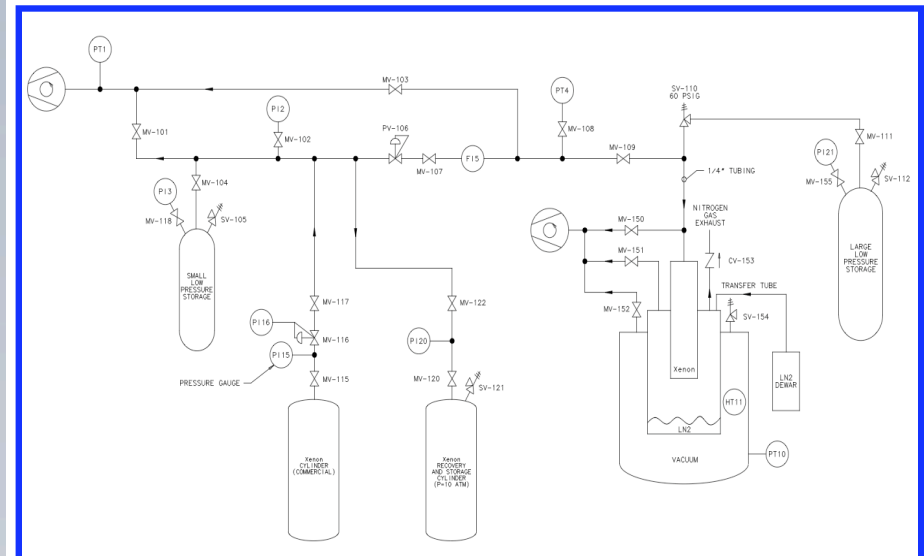 PT1
MV-103
SV-110
60 PSIG
PT4
PI2
MV-101
MV-102
PV-106
MV-108
MV-109
MV-111
MV-107
FI5
PI21
MV-155
SV-112
1/4" TUBING
MV-104
PI3
MV-118
SV-105
NITROGEN
GAS
EXHAUST
MV-150
MV-151
CV-153
LARGE
LOW
PRESSURE
STORAGE
SMALL
LOW
PRESSURE
STORAGE
TRANSFER TUBE
MV-117
MV-122
MV-152
SV-154
PI16
MV-116
PI20
PI15
PRESSURE GAUGE
MV-115
MV-120
SV-121
Xenon
LN2
DEWAR
HT11
LN2
VACUUM
PT10
Xenon
CYLINDER
(COMMERCIAL)
Xenon
RECOVERY
AND STORAGE
CYLINDER
(P=10 ATM)